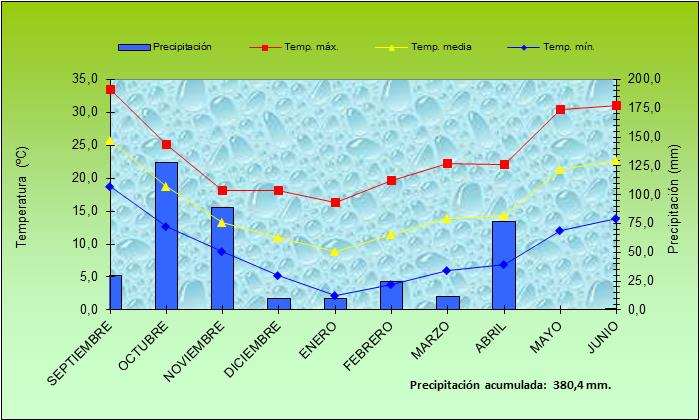 Precipitación Temp. máx. Temp. media Temp. mín.
35,0 200,0
30,0 175,0
25,0 150,0
20,0 125,0
15,0 100,0
10,0 75,0
5,0 50,0
0,0 25,0
0,0
Temperatura (ºC)
Precipitación (mm)
SEPTIEMBRE
OCTUBRE
NOVIEMBRE
DICIEMBRE
ENERO
FEBRERO
MARZO
ABRIL
MAYO
JUNIO
Precipitación acumulada: 380,4 mm.